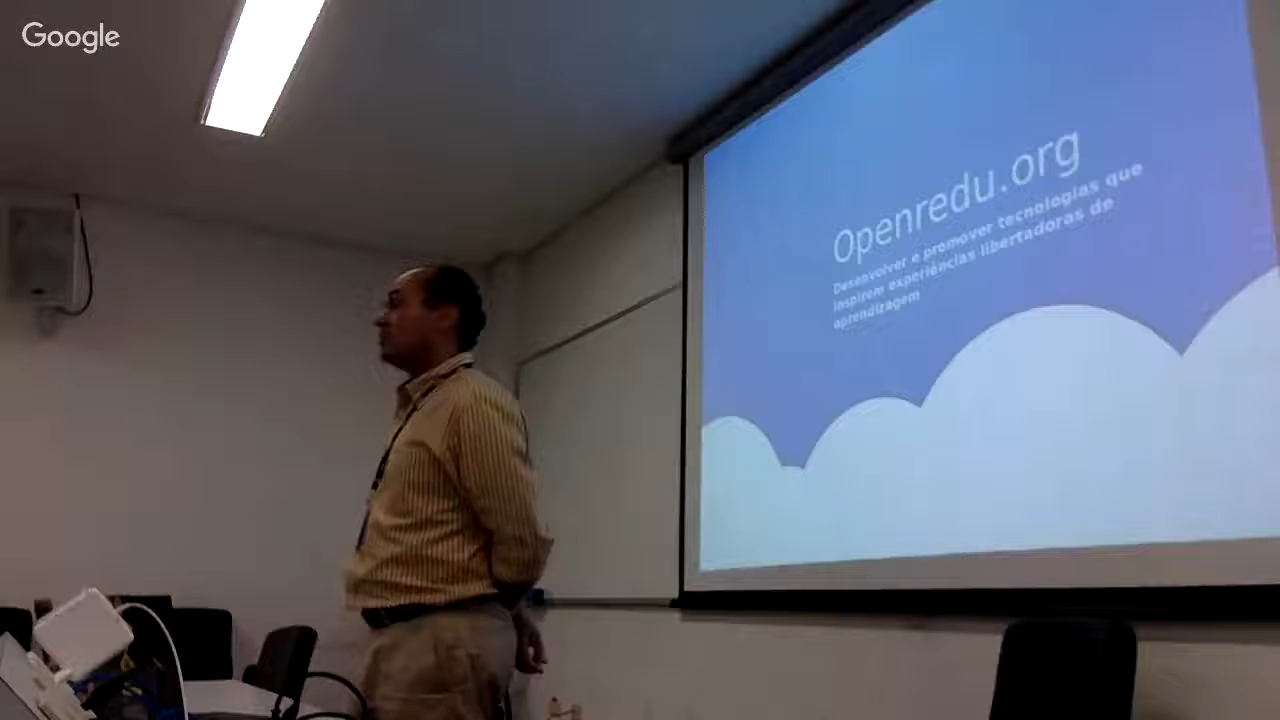 Google
Openredu.org
Desenvolver e promover tecnologias que
inspirem experiências libertadoras de
aprendizagem